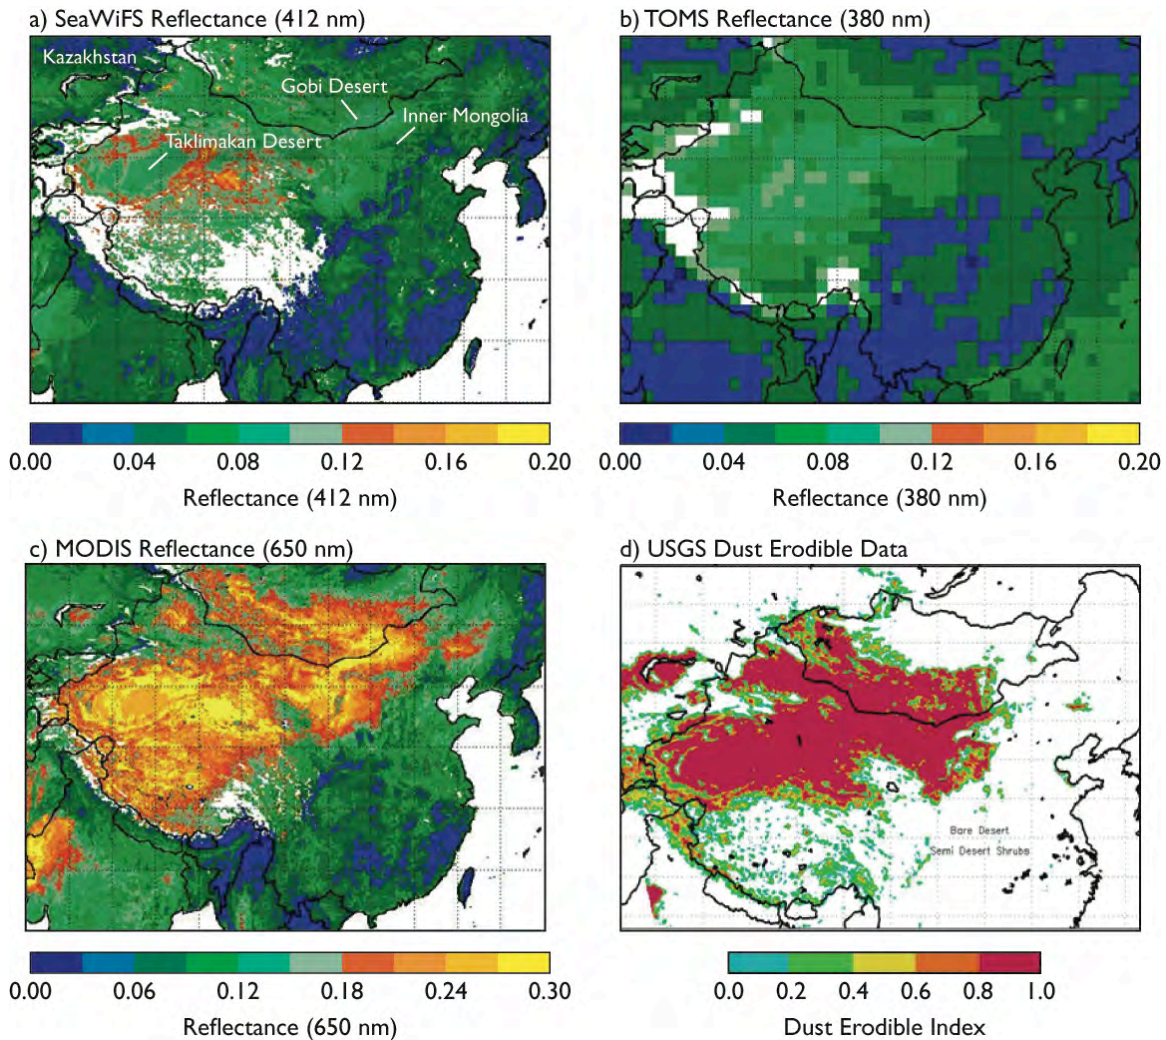 a) SeaWiFS Reflectance (412 nm)
Kazakhstan
Gobi Desert
Inner Mongolia
Taklimakan Desert
0.00 0.04 0.08 0.12 0.16 0.20
Reflectance (412 nm)
b) TOMS Reflectance (380 nm)
0.00 0.04 0.08 0.12 0.16 0.20
Reflectance (380 nm)
c) MODIS Reflectance (650 nm)
0.00 0.06 0.12 0.18 0.24 0.30
Reflectance (650 nm)
d) USGS Dust Erodible Data
Bare Desert
Semi Desert Shrubs
0.0 0.2 0.4 0.6 0.8 1.0
Dust Erodible Index